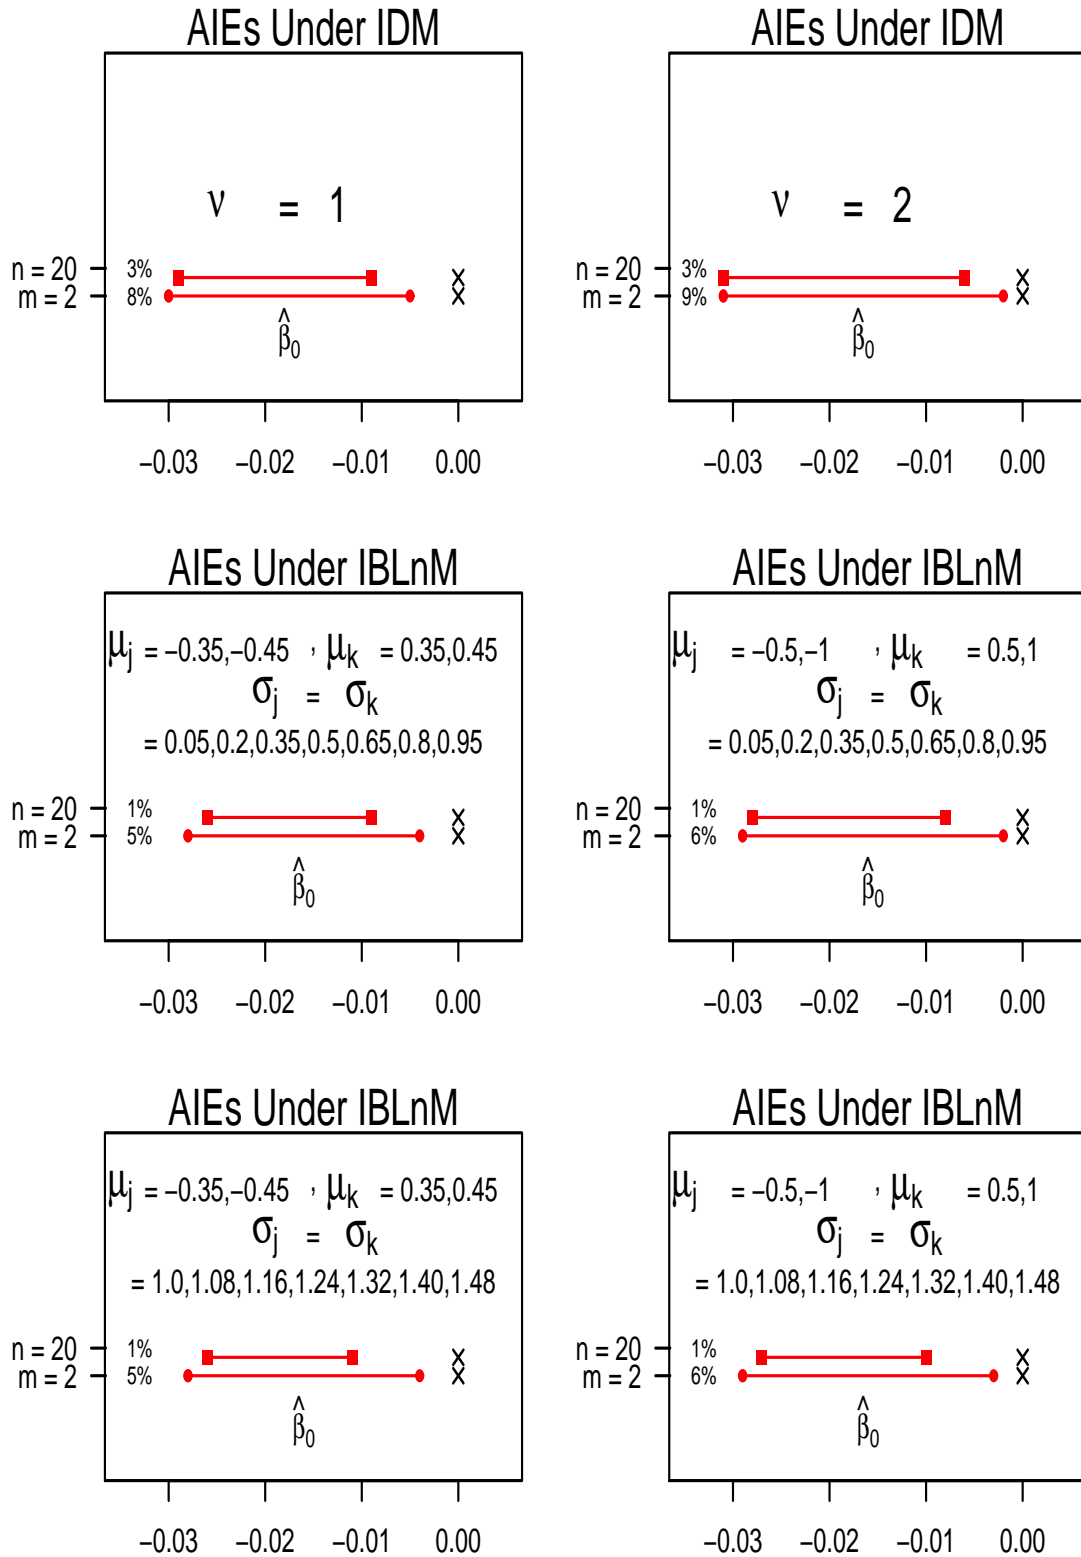 AIEs Under IDM
ν = 1
n = 20 3%
m = 2 8%
β̂₀
−0.03 −0.02 −0.01 0.00
AIEs Under IDM
ν = 2
n = 20 3%
m = 2 9%
β̂₀
−0.03 −0.02 −0.01 0.00
AIEs Under IBLnM
μj = −0.35,−0.45 , μk = 0.35,0.45
σj = σk
= 0.05,0.2,0.35,0.5,0.65,0.8,0.95
n = 20 1%
m = 2 5%
β̂₀
−0.03 −0.02 −0.01 0.00
AIEs Under IBLnM
μj = −0.5,−1 , μk = 0.5,1
σj = σk
= 0.05,0.2,0.35,0.5,0.65,0.8,0.95
n = 20 1%
m = 2 6%
β̂₀
−0.03 −0.02 −0.01 0.00
AIEs Under IBLnM
μj = −0.35,−0.45 , μk = 0.35,0.45
σj = σk
= 1.0,1.08,1.16,1.24,1.32,1.40,1.48
n = 20 1%
m = 2 5%
β̂₀
−0.03 −0.02 −0.01 0.00
AIEs Under IBLnM
μj = −0.5,−1 , μk = 0.5,1
σj = σk
= 1.0,1.08,1.16,1.24,1.32,1.40,1.48
n = 20 1%
m = 2 6%
β̂₀
−0.03 −0.02 −0.01 0.00